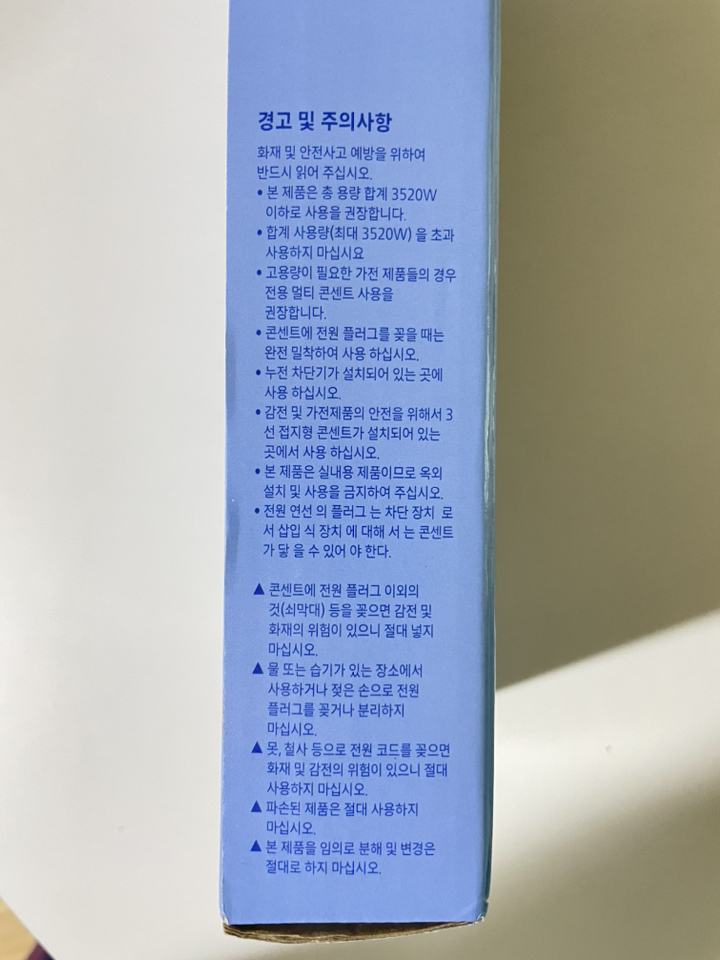 경고 및 주의사항
화재 및 안전사고 예방을 위하여
반드시 읽어 주십시오.
• 본 제품은 총 용량 합계 3520W
이하로 사용을 권장합니다.
• 합계 사용량(최대 3520W) 을 초과
사용하지 마십시요
• 고용량이 필요한 가전 제품들의 경우
전용 멀티 콘센트 사용을
권장합니다.
• 콘센트에 전원 플러그를 꽂을 때는
완전 밀착하여 사용 하십시오.
• 누전 차단기가 설치되어 있는 곳에
사용 하십시오.
• 감전 및 가전제품의 안전을 위해서 3
선 접지형 콘센트가 설치되어 있는
곳에서 사용 하십시오.
• 본 제품은 실내용 제품이므로 옥외
설치 및 사용을 금지하여 주십시오.
• 전원 연선 의 플러그 는 차단 장치 로
서 삽입 식 장치 에 대해 서 는 콘센트
가 닿 을 수 있어 야 한다.
▲ 콘센트에 전원 플러그 이외의
것(쇠막대) 등을 꽂으면 감전 및
화재의 위험이 있으니 절대 넣지
마십시오.
▲ 물 또는 습기가 있는 장소에서
사용하거나 젖은 손으로 전원
플러그를 꽂거나 분리하지
마십시오.
▲ 못, 철사 등으로 전원 코드를 꽂으면
화재 및 감전의 위험이 있으니 절대
사용하지 마십시오.
▲ 파손된 제품은 절대 사용하지
마십시오.
▲ 본 제품을 임의로 분해 및 변경은
절대로 하지 마십시오.